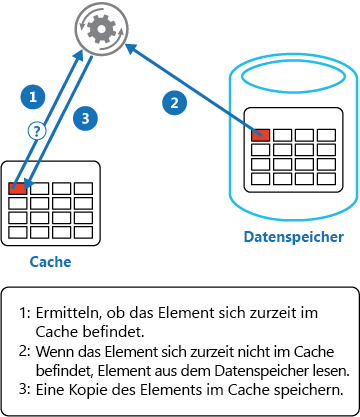 1
?
3
2
Cache
Datenspeicher
1: Ermitteln, ob das Element sich zurzeit im
Cache befindet.
2: Wenn das Element sich zurzeit nicht im Cache
befindet, Element aus dem Datenspeicher lesen.
3: Eine Kopie des Elements im Cache speichern.